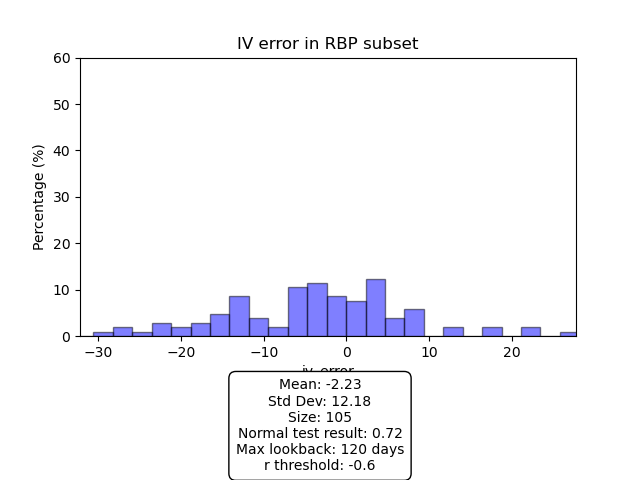 IV error in RBP subset
Percentage (%)
60
50
40
30
20
10
0
−30 −20 −10 0 10 20
iv_error
Mean: -2.23
Std Dev: 12.18
Size: 105
Normal test result: 0.72
Max lookback: 120 days
r threshold: -0.6